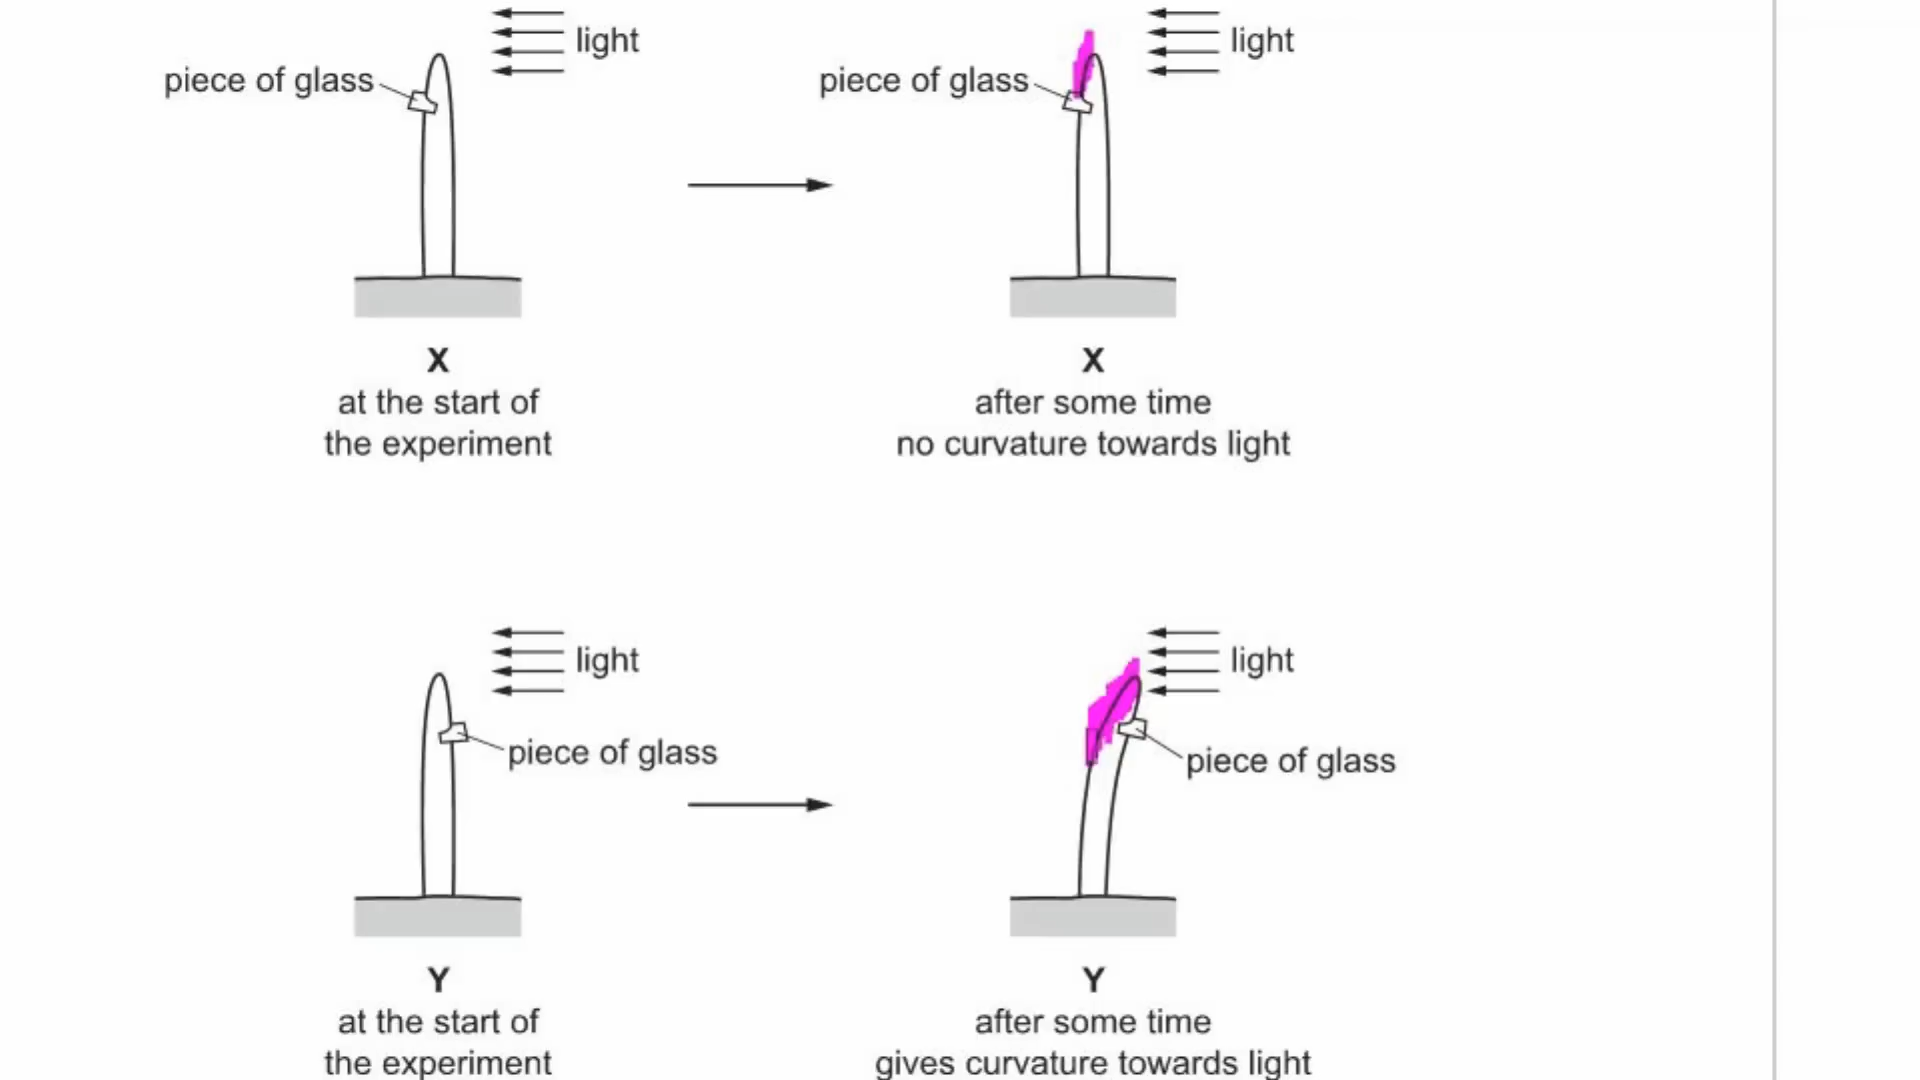 light
light
piece of glass
piece of glass
X
X
at the start of
the experiment
after some time
no curvature towards light
light
light
piece of glass
piece of glass
Y
Y
at the start of
the experiment
after some time
gives curvature towards light